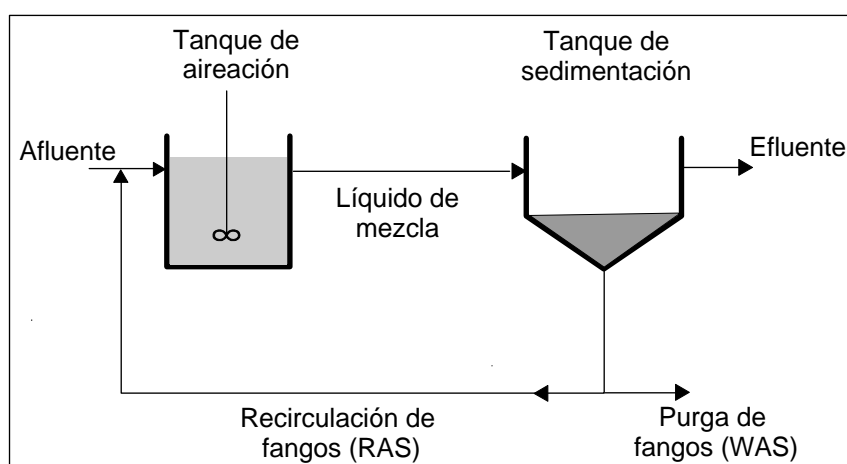 Tanque de
aireación
Tanque de
sedimentación
Afluente
Efluente
Líquido de
mezcla
Recirculación de
fangos (RAS)
Purga de
fangos (WAS)